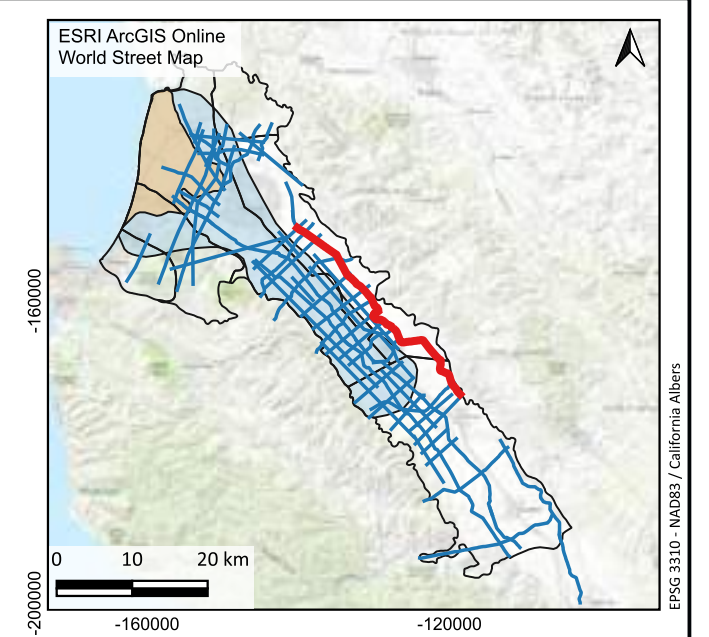 ESRI ArcGIS Online
World Street Map
-160000
-200000
0 10 20 km
-160000 -120000
EPSG 3310 - NAD83 / California Albers